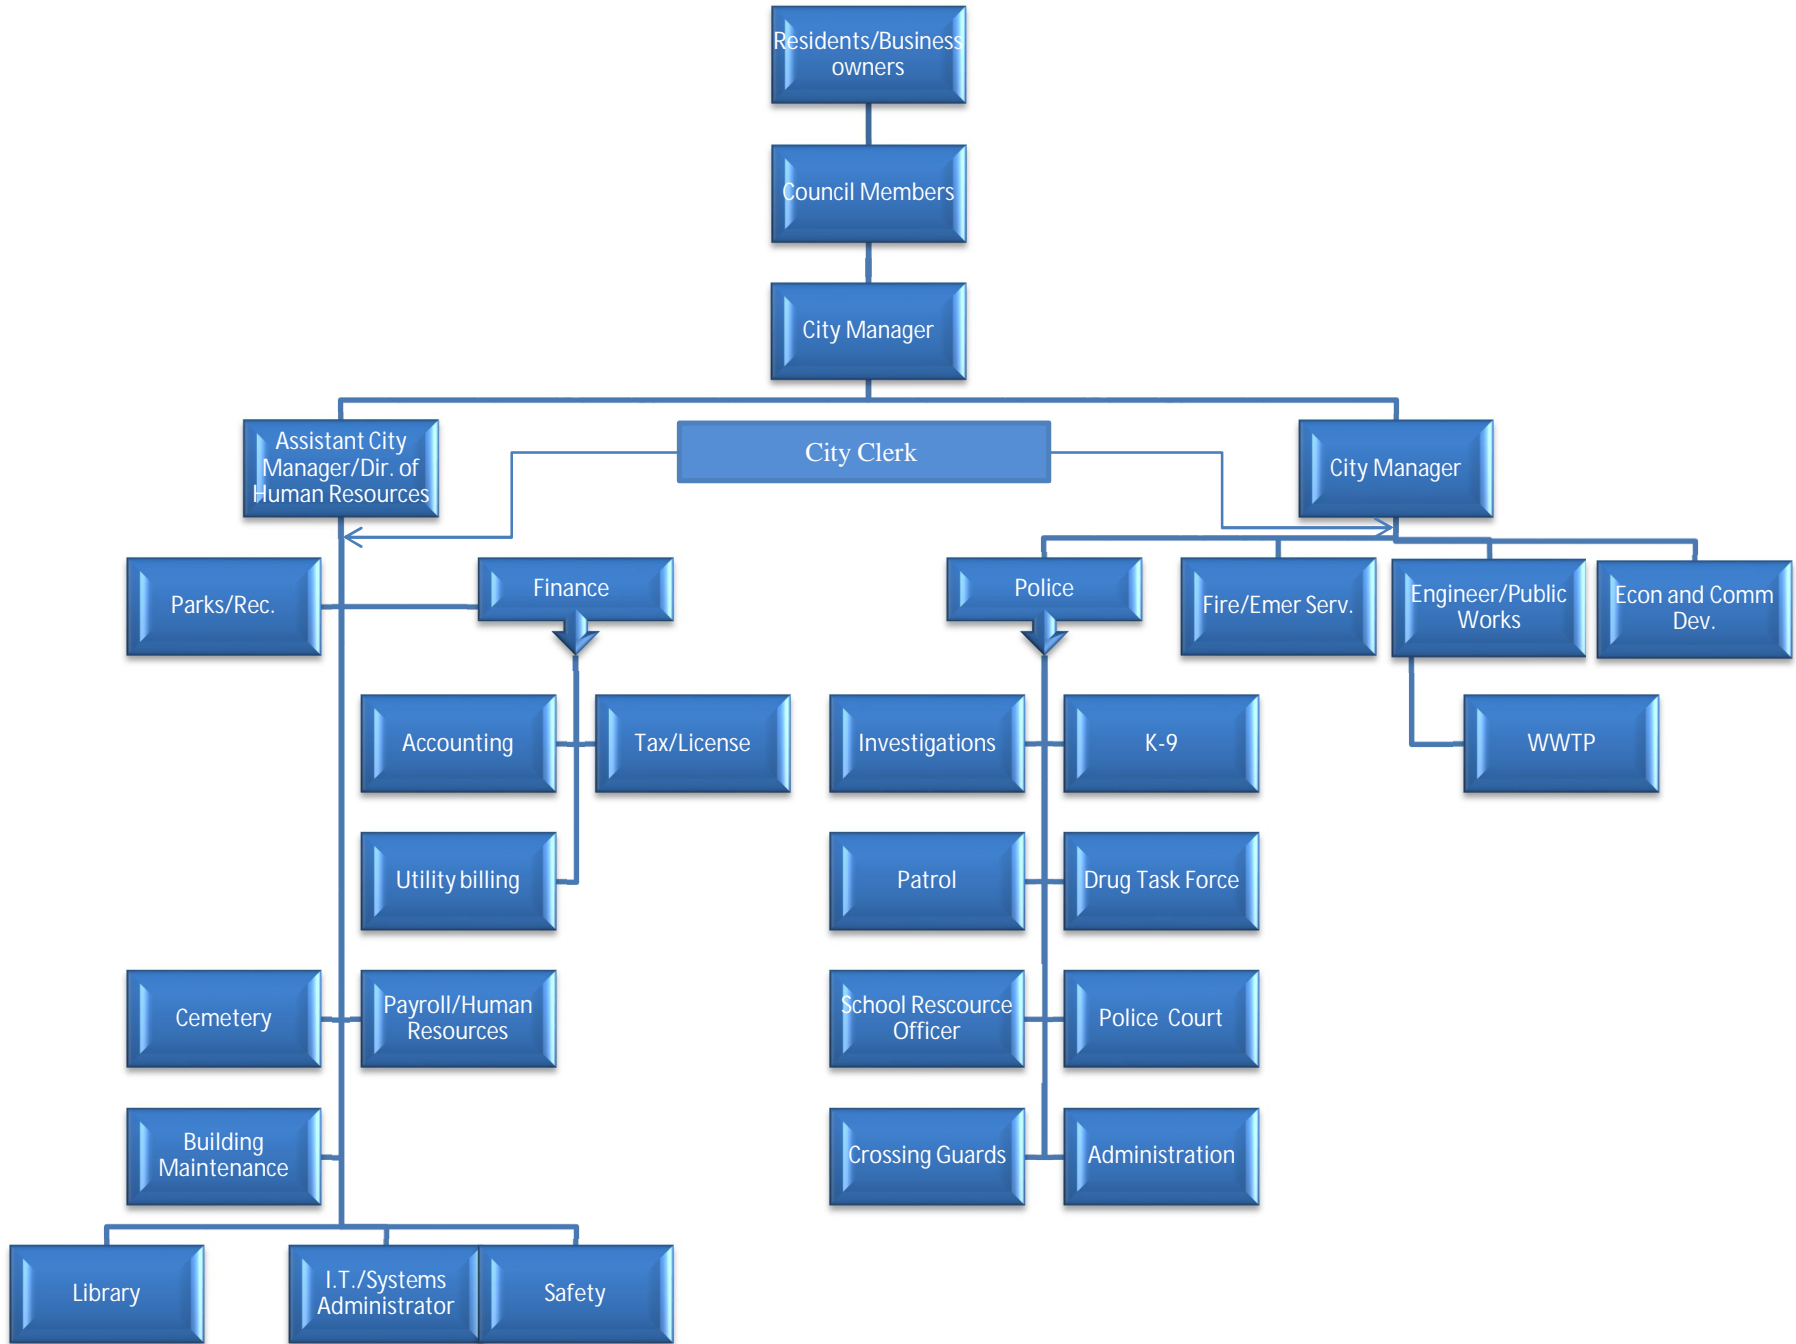 Residents/Business
owners
Council Members
City Manager
Assistant City
Manager/Dir. of
Human Resources
City Clerk
City Manager
Parks/Rec.
Finance
Police
Fire/Emer Serv.
Engineer/Public
Works
Econ and Comm
Dev.
Accounting
Tax/License
Investigations
K-9
WWTP
Utility billing
Patrol
Drug Task Force
Cemetery
Payroll/Human
Resources
School Rescource
Officer
Police Court
Building
Maintenance
Crossing Guards
Administration
Library
I.T./Systems
Administrator
Safety